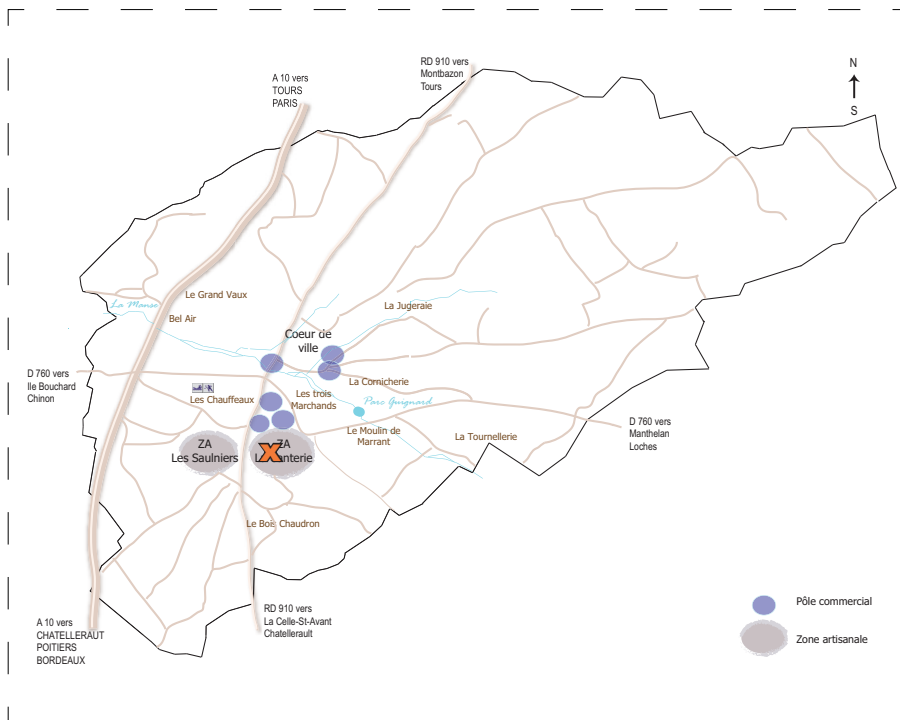 RD 910 vers
Montbazon
Tours
A 10 vers
TOURS
PARIS
N
S
Le Grand Vaux
La Manse
Bel Air
La Jugeraie
Coeur de
ville
D 760 vers
Ile Bouchard
Chinon
La Cornicherie
Les Chauffeaux
Les trois
Marchands
Parc Guignard
Le Moulin de
Marrant
La Tournellerie
D 760 vers
Manthelan
Loches
ZA
Les Saulniers
ZA
Le Bois Chaudron
RD 910 vers
La Celle-St-Avant
Chatellerault
A 10 vers
CHATELLERAUT
POITIERS
BORDEAUX
Pôle commercial
Zone artisanale